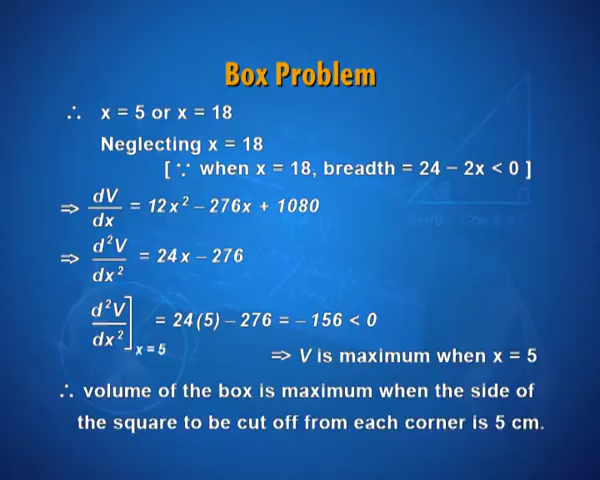 Box Problem
∴ x = 5 or x = 18
Neglecting x = 18
[ ∵ when x = 18, breadth = 24 – 2x < 0 ]
⇒ dV/dx = 12x² – 276x + 1080
⇒ d²V/dx² = 24x – 276
d²V/dx²]x = 5 = 24(5) – 276 = – 156 < 0
⇒ V is maximum when x = 5
∴ volume of the box is maximum when the side of
the square to be cut off from each corner is 5 cm.